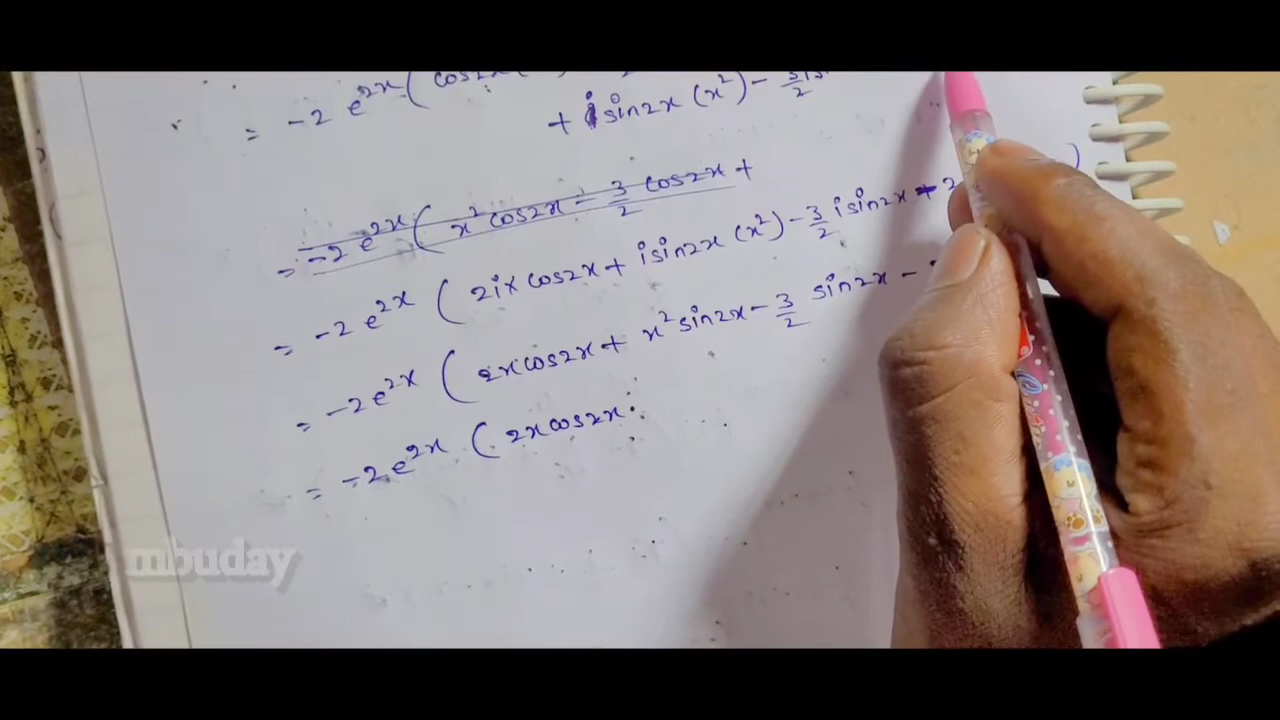 = -2 e^2x ( cos2x
+ i sin2x (x²) - 3/2 i
= -2 e^2x ( x² cos2x - 3/2 cos2x +
= -2 e^2x ( 2ix cos2x + i sin2x (x²) - 3/2 i sin2x + 2 )
= -2 e^2x ( 2x cos2x + x² sin2x - 3/2 sin2x -
= -2 e^2x ( 2x cos2x
mbuday